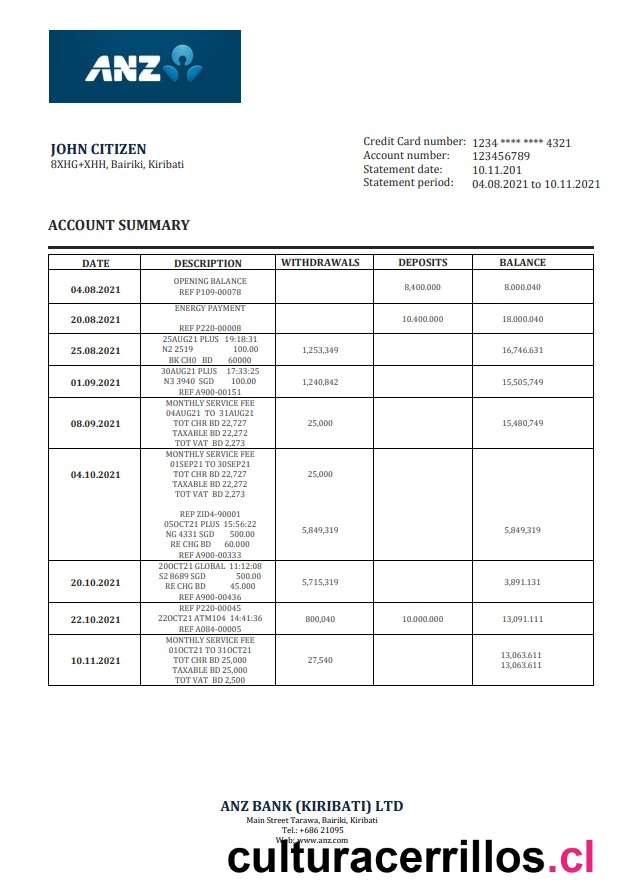 ANZ
JOHN CITIZEN
8XHG+XHH, Bairiki, Kiribati
Credit Card number: 1234 **** **** 4321
Account number: 123456789
Statement date: 10.11.201
Statement period: 04.08.2021 to 10.11.2021
ACCOUNT SUMMARY
DATE DESCRIPTION WITHDRAWALS DEPOSITS BALANCE
OPENING BALANCE
04.08.2021 8,400.000 8.000.040
REF P109-00078
ENERGY PAYMENT
20.08.2021 10.400.000 18.000.040
REF P220-00008
25AUG21 PLUS 19:18:31
25.08.2021 N2 2519 100.00 1,253,349 16,746.631
BK CH0 BD 60000
30AUG21 PLUS 17:33:25
01.09.2021 N3 3940 SGD 100.00 1,240,842 15,505,749
REF A900-00151
MONTHLY SERVICE FEE
04AUG21 TO 31AUG21
08.09.2021 TOT CHR BD 22,727 25,000 15,480,749
TAXABLE BD 22,272
TOT VAT BD 2,273
MONTHLY SERVICE FEE
01SEP21 TO 30SEP21
04.10.2021 TOT CHR BD 22,727 25,000
TAXABLE BD 22,272
TOT VAT BD 2,273
REP ZID4-90001
05OCT21 PLUS 15:56:22
NG 4331 SGD 500.00 5,849,319 5,849,319
RE CHG BD 60.000
REF A900-00333
20OCT21 GLOBAL 11:12:08
20.10.2021 S2 8689 SGD 500.00 5,715,319 3,891.131
RE CHG BD 45.000
REF A900-00436
REF P220-00045
22.10.2021 22OCT21 ATM104 14:41:36 800,040 10.000.000 13,091.111
REF A084-00005
MONTHLY SERVICE FEE
01OCT21 TO 31OCT21
10.11.2021 TOT CHR BD 25,000 27,540 13,063.611
TAXABLE BD 25,000 13,063.611
TOT VAT BD 2,500
ANZ BANK (KIRIBATI) LTD
Main Street Tarawa, Bairiki, Kiribati
Tel.: +686 21095
Web: www.anz.com
culturacerrillos.cl